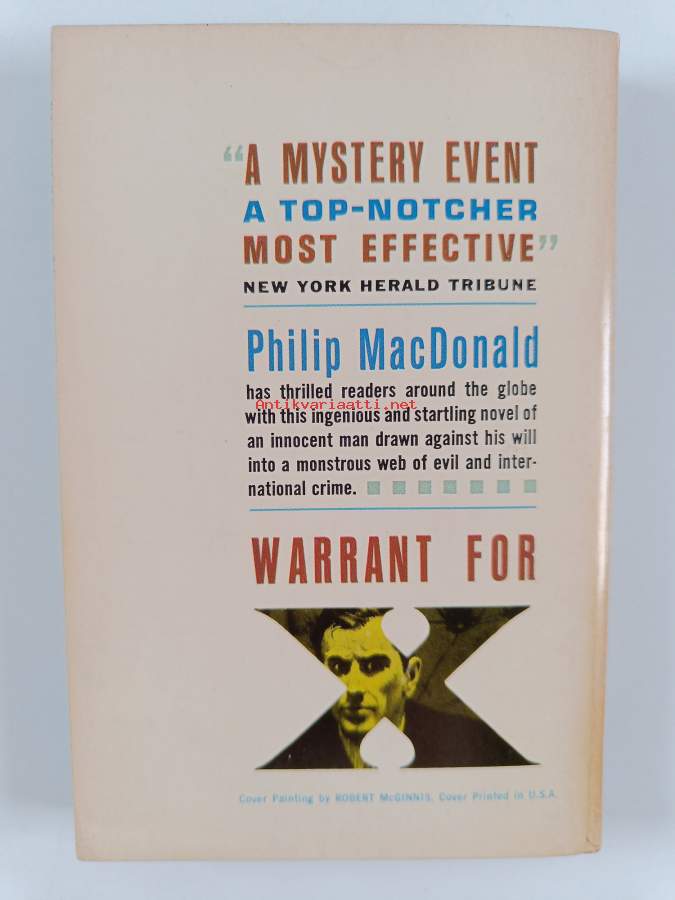 “A MYSTERY EVENT
A TOP-NOTCHER
MOST EFFECTIVE”
NEW YORK HERALD TRIBUNE
Philip MacDonald
has thrilled readers around the globe
Antikvariaatti.net
with this ingenious and startling novel of
an innocent man drawn against his will
into a monstrous web of evil and inter-
national crime.
WARRANT FOR
X
Cover Painting by ROBERT McGINNIS, Cover Printed in U.S.A.